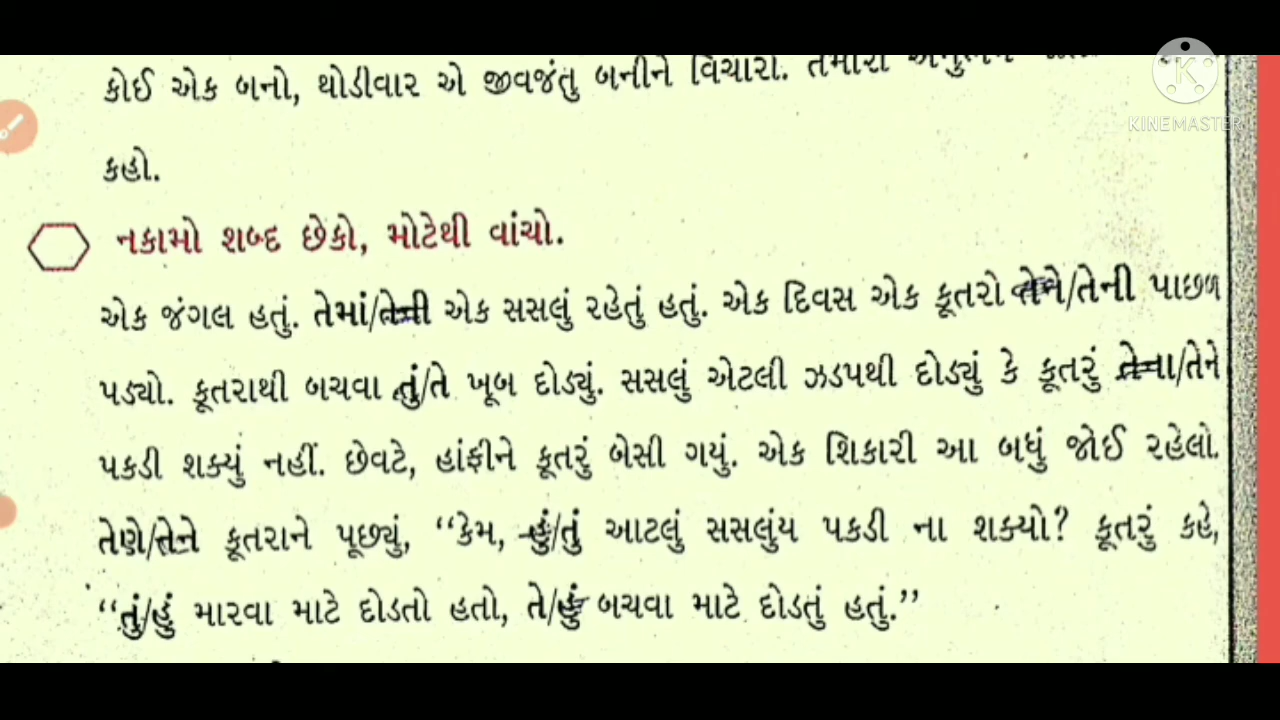 કોઈ એક બનો, થોડીવાર એ જીવજંતુ બનીને વિચારો. તમારા
KINEMASTER
કહો.
નકામો શબ્દ છેકો, મોટેથી વાંચો.
એક જંગલ હતું. તેમાં/તેની એક સસલું રહેતું હતું. એક દિવસ એક કૂતરો તેને/તેની પાછળ
પડ્યો. કૂતરાથી બચવા તું/તે ખૂબ દોડ્યું. સસલું એટલી ઝડપથી દોડ્યું કે કૂતરું તેના/તેને
પકડી શક્યું નહીં. છેવટે, હાંફીને કૂતરું બેસી ગયું. એક શિકારી આ બધું જોઈ રહેલો.
તેણે/તેને કૂતરાને પૂછ્યું, “કેમ, હું/તું આટલું સસલુંય પકડી ના શક્યો? કૂતરું કહે,
“તું/હું મારવા માટે દોડતો હતો, તે/હું બચવા માટે દોડતું હતું.”